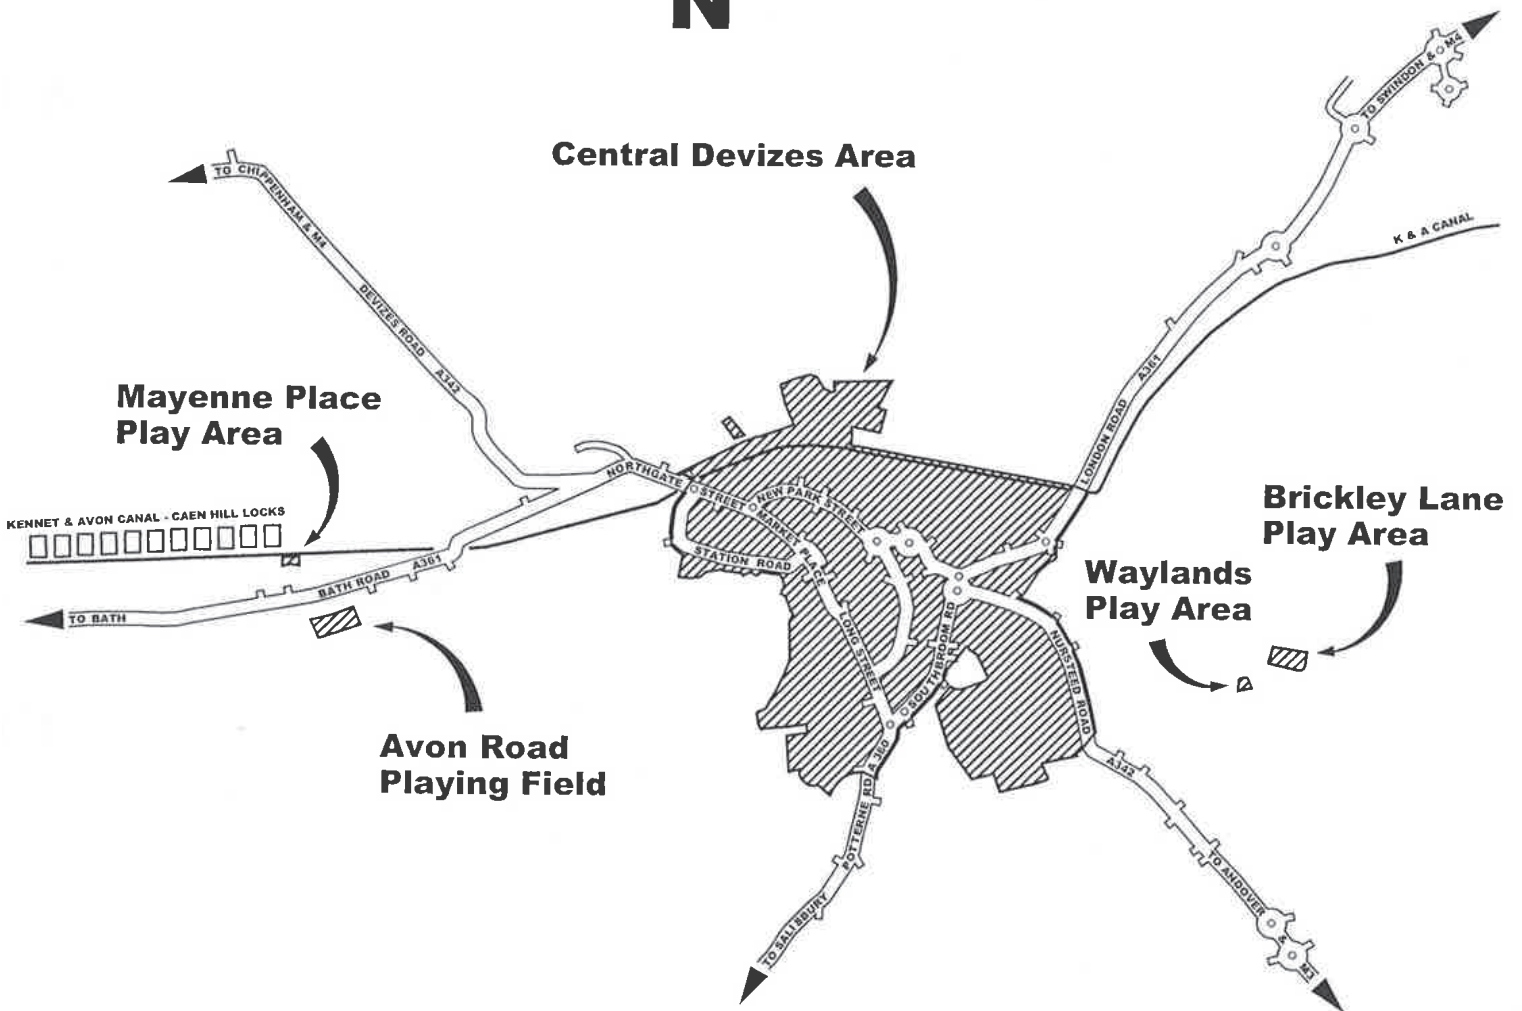 N
Central Devizes Area
TO SWINDON & M4
TO CHIPPENHAM & M4
K & A CANAL
DEVIZES ROAD
A342
A361
LONDON ROAD
Mayenne Place
Play Area
NORTHGATE
STREET
NEW PARK STREET
MARKET PLACE
Brickley Lane
Play Area
KENNET & AVON CANAL - CAEN HILL LOCKS
STATION ROAD
A361
BATH ROAD
TO BATH
Waylands
Play Area
LONG STREET
SOUTHBROOM RD
NURSTEED ROAD
Avon Road
Playing Field
A 360
POTTERNE RD
A342
TO SALISBURY
TO ANDOVER & M3